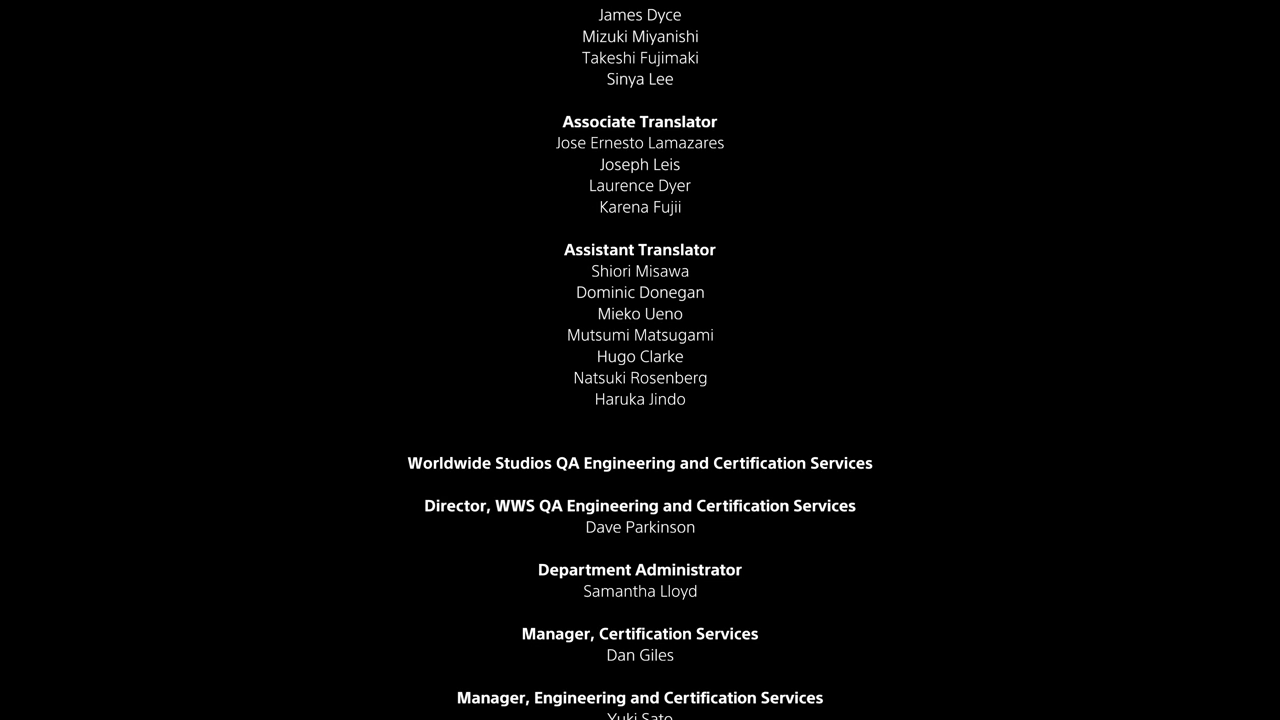 James Dyce
Mizuki Miyanishi
Takeshi Fujimaki
Sinya Lee
Associate Translator
Jose Ernesto Lamazares
Joseph Leis
Laurence Dyer
Karena Fujii
Assistant Translator
Shiori Misawa
Dominic Donegan
Mieko Ueno
Mutsumi Matsugami
Hugo Clarke
Natsuki Rosenberg
Haruka Jindo
Worldwide Studios QA Engineering and Certification Services
Director, WWS QA Engineering and Certification Services
Dave Parkinson
Department Administrator
Samantha Lloyd
Manager, Certification Services
Dan Giles
Manager, Engineering and Certification Services
Yuki Sato